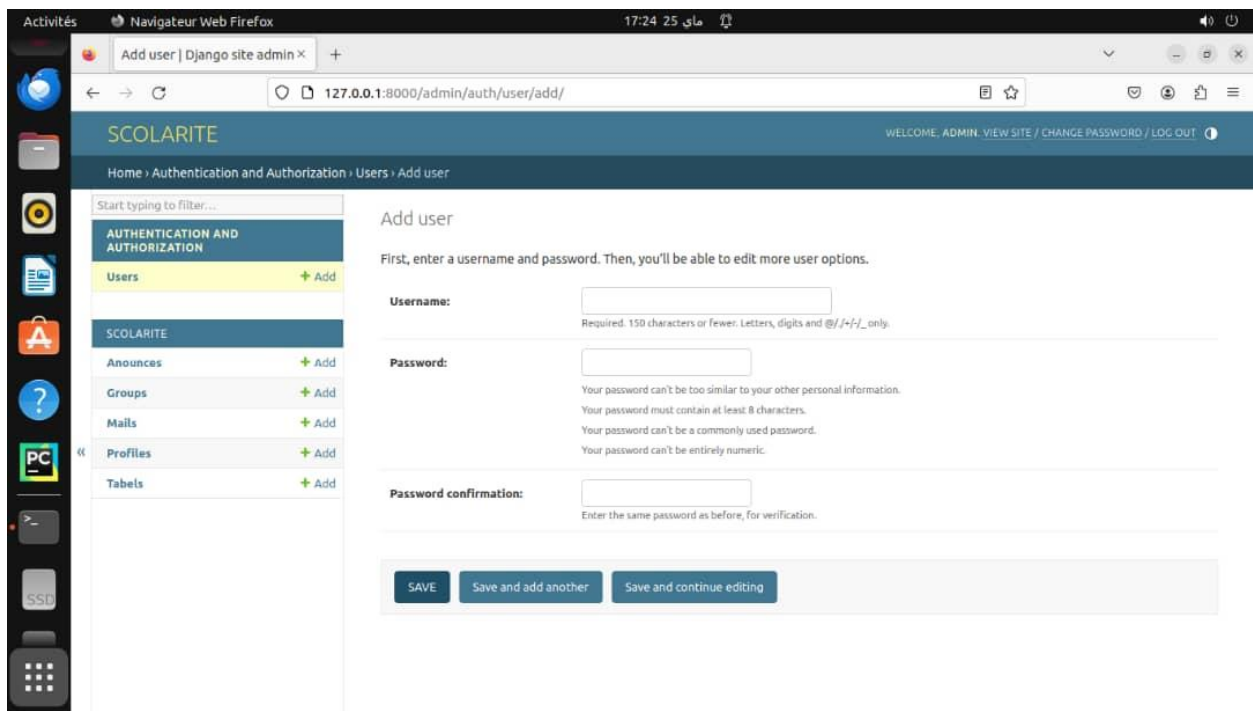 Activités Navigateur Web Firefox 17:24 25 ماي
Add user | Django site admin × +
127.0.0.1:8000/admin/auth/user/add/
SCOLARITE WELCOME, ADMIN. VIEW SITE / CHANGE PASSWORD / LOG OUT
Home › Authentication and Authorization › Users › Add user
Start typing to filter...
AUTHENTICATION AND
AUTHORIZATION
Users + Add
SCOLARITE
Anounces + Add
Groups + Add
Mails + Add
Profiles + Add
Tabels + Add
«
Add user
First, enter a username and password. Then, you'll be able to edit more user options.
Username:
Required. 150 characters or fewer. Letters, digits and @/./+/-/_ only.
Password:
Your password can't be too similar to your other personal information.
Your password must contain at least 8 characters.
Your password can't be a commonly used password.
Your password can't be entirely numeric.
Password confirmation:
Enter the same password as before, for verification.
SAVE Save and add another Save and continue editing
?
PC
>_
SSD